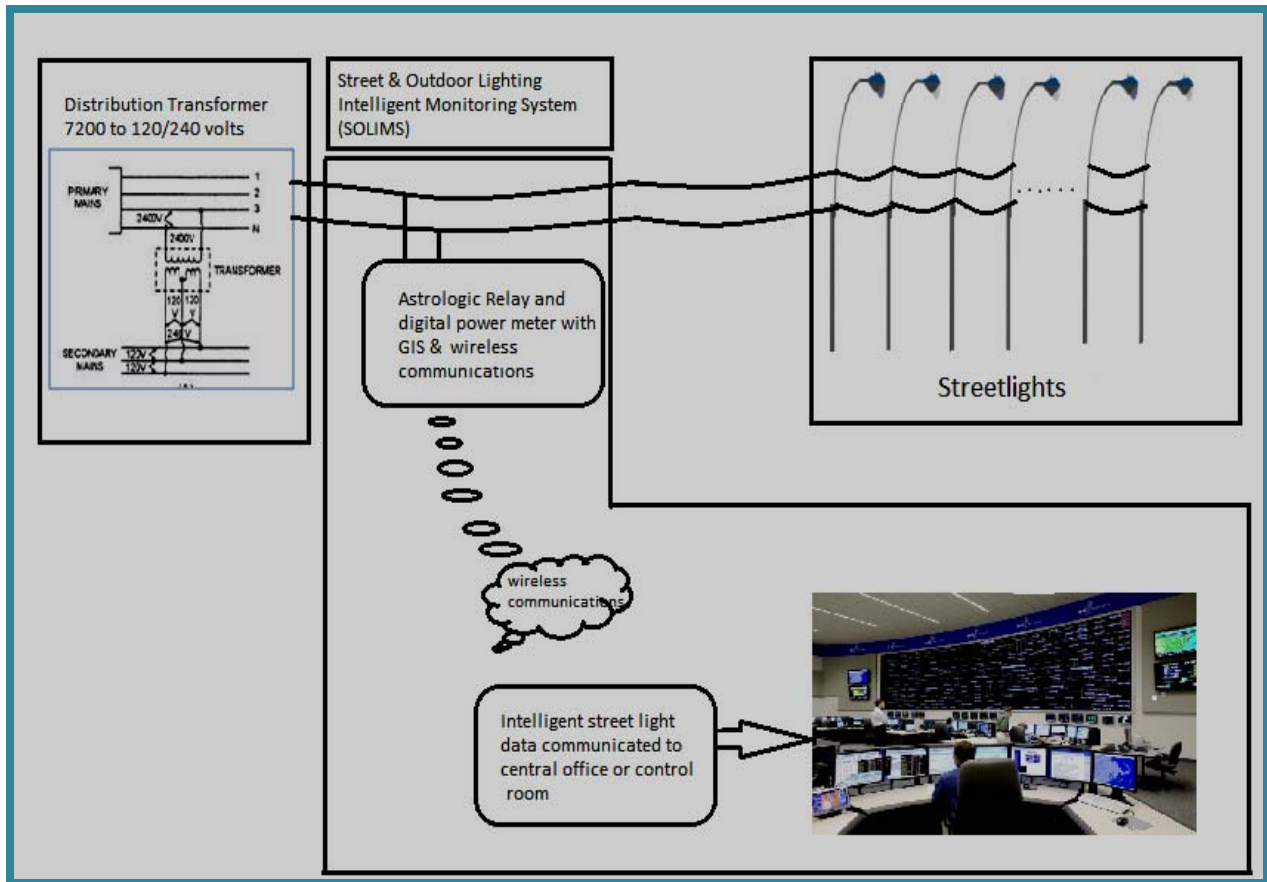 Distribution Transformer
7200 to 120/240 volts
PRIMARY
MAINS
1
2
3
N
2400V
2400V
TRANSFORMER
120
V
120
V
240V
SECONDARY
MAINS
120V
120V
Street & Outdoor Lighting
Intelligent Monitoring System
(SOLIMS)
Astrologic Relay and
digital power meter with
GIS & wireless
communications
Streetlights
wireless
communications
Intelligent street light
data communicated to
central office or control
room